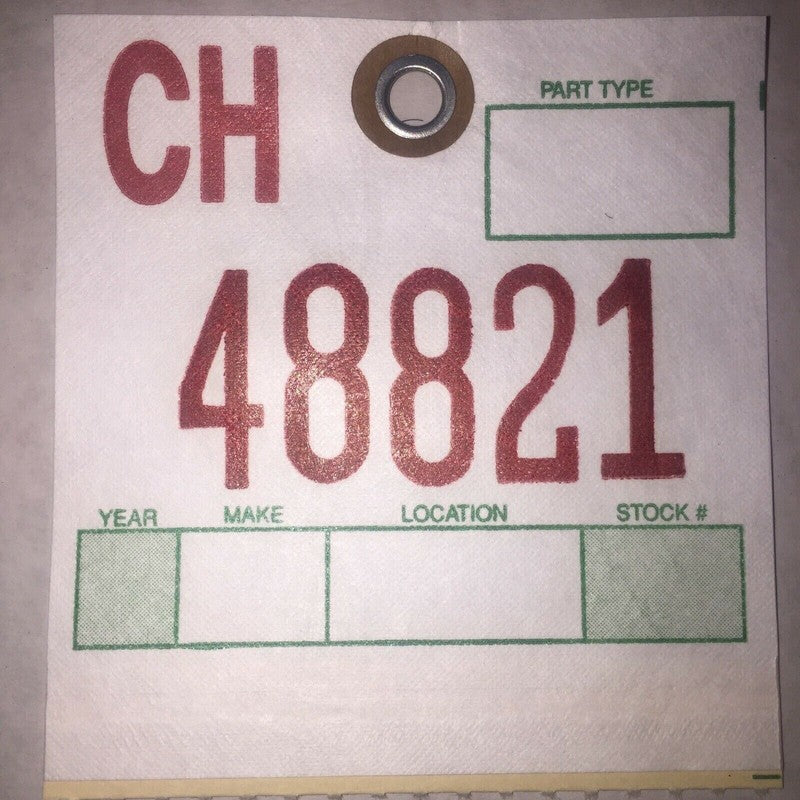 CH
PART TYPE
48821
YEAR MAKE LOCATION STOCK #